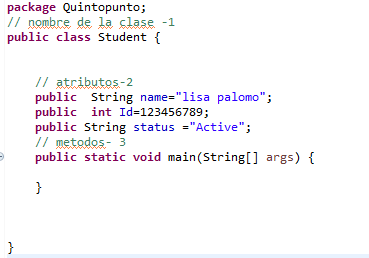 package Quintopunto;
// nombre de la clase -1
public class Student {
// atributos-2
public  String name="lisa palomo";
public  int Id=123456789;
public String status ="Active";
// metodos- 3
public static void main(String[] args) {
}
}